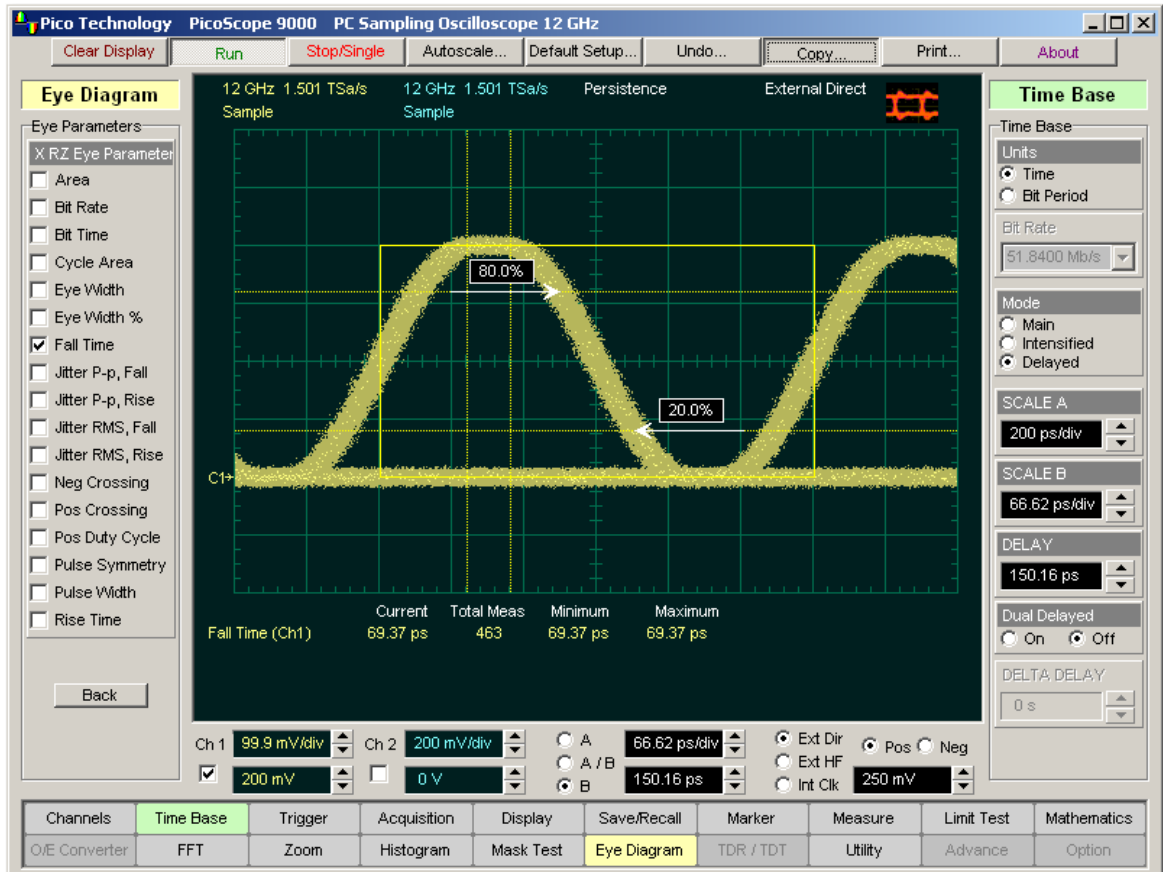 Pico Technology PicoScope 9000 PC Sampling Oscilloscope 12 GHz
Clear Display Run Stop/Single Autoscale... Default Setup... Undo... Copy... Print... About
Eye Diagram
Eye Parameters
X RZ Eye Parameter
Area
Bit Rate
Bit Time
Cycle Area
Eye Width
Eye Width %
Fall Time
Jitter P-p, Fall
Jitter P-p, Rise
Jitter RMS, Fall
Jitter RMS, Rise
Neg Crossing
Pos Crossing
Pos Duty Cycle
Pulse Symmetry
Pulse Width
Rise Time
Back
12 GHz 1.501 TSa/s 12 GHz 1.501 TSa/s Persistence External Direct
Sample Sample
80.0%
20.0%
C1
Current Total Meas Minimum Maximum
Fall Time (Ch1) 69.37 ps 463 69.37 ps 69.37 ps
Time Base
Time Base
Units
Time
Bit Period
Bit Rate
51.8400 Mb/s
Mode
Main
Intensified
Delayed
SCALE A
200 ps/div
SCALE B
66.62 ps/div
DELAY
150.16 ps
Dual Delayed
On Off
DELTA DELAY
0 s
Ch 1 99.9 mV/div Ch 2 200 mV/div A 66.62 ps/div Ext Dir Pos Neg
A / B Ext HF
200 mV 0 V B 150.16 ps Int Clk 250 mV
Channels Time Base Trigger Acquisition Display Save/Recall Marker Measure Limit Test Mathematics
O/E Converter FFT Zoom Histogram Mask Test Eye Diagram TDR / TDT Utility Advance Option